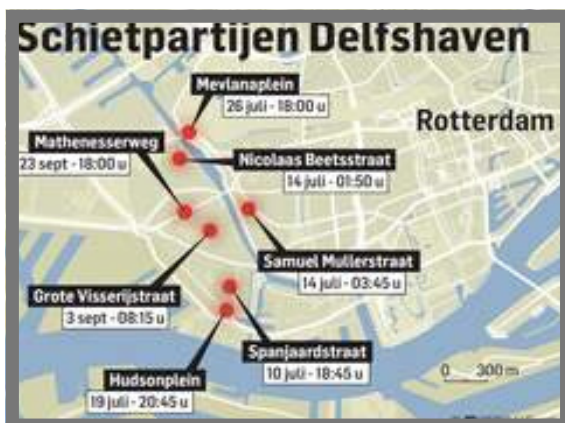 Schietpartijen Delfshaven
Mevlanaplein
26 juli - 18:00 u
Rotterdam
Mathenesserweg
23 sept - 18:00 u
Nicolaas Beetsstraat
14 juli - 01:50 u
Samuel Mullerstraat
14 juli - 03:45 u
Grote Visserijstraat
3 sept - 08:15 u
Spanjaardstraat
10 juli - 18:45 u
Hudsonplein
19 juli - 20:45 u
0 300 m